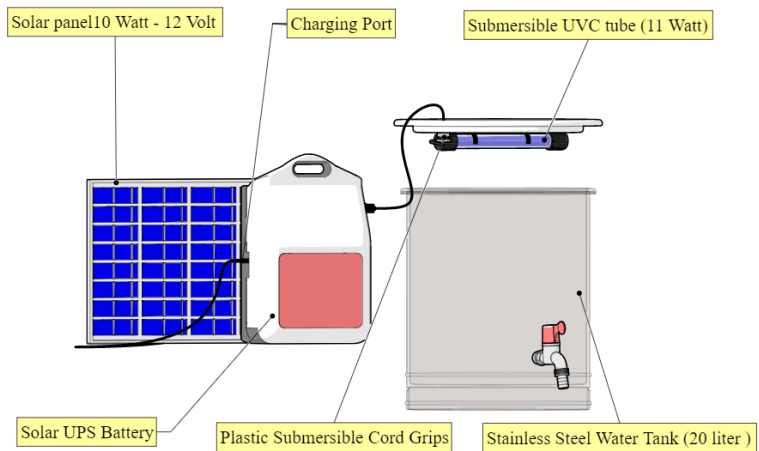 Solar panel10 Watt - 12 Volt
Charging Port
Submersible UVC tube (11 Watt)
Solar UPS Battery
Plastic Submersible Cord Grips
Stainless Steel Water Tank (20 liter )